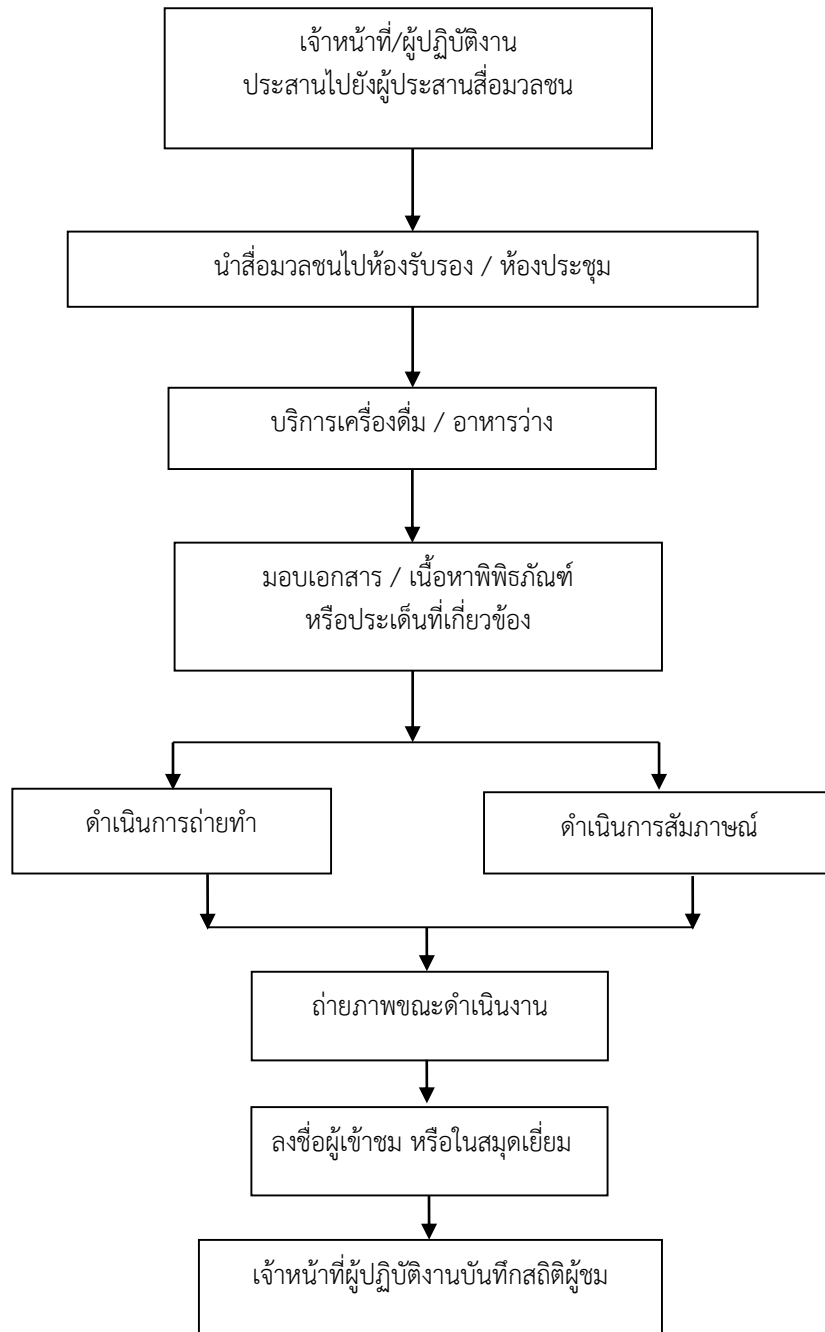 เจ้าหน้าที่/ผู้ปฏิบัติงาน
ประสานไปยังผู้ประสานสื่อมวลชน
นำสื่อมวลชนไปห้องรับรอง / ห้องประชุม
บริการเครื่องดื่ม / อาหารว่าง
มอบเอกสาร / เนื้อหาพิพิธภัณฑ์
หรือประเด็นที่เกี่ยวข้อง
ดำเนินการถ่ายทำ
ดำเนินการสัมภาษณ์
ถ่ายภาพขณะดำเนินงาน
ลงชื่อผู้เข้าชม หรือในสมุดเยี่ยม
เจ้าหน้าที่ผู้ปฏิบัติงานบันทึกสถิติผู้ชม